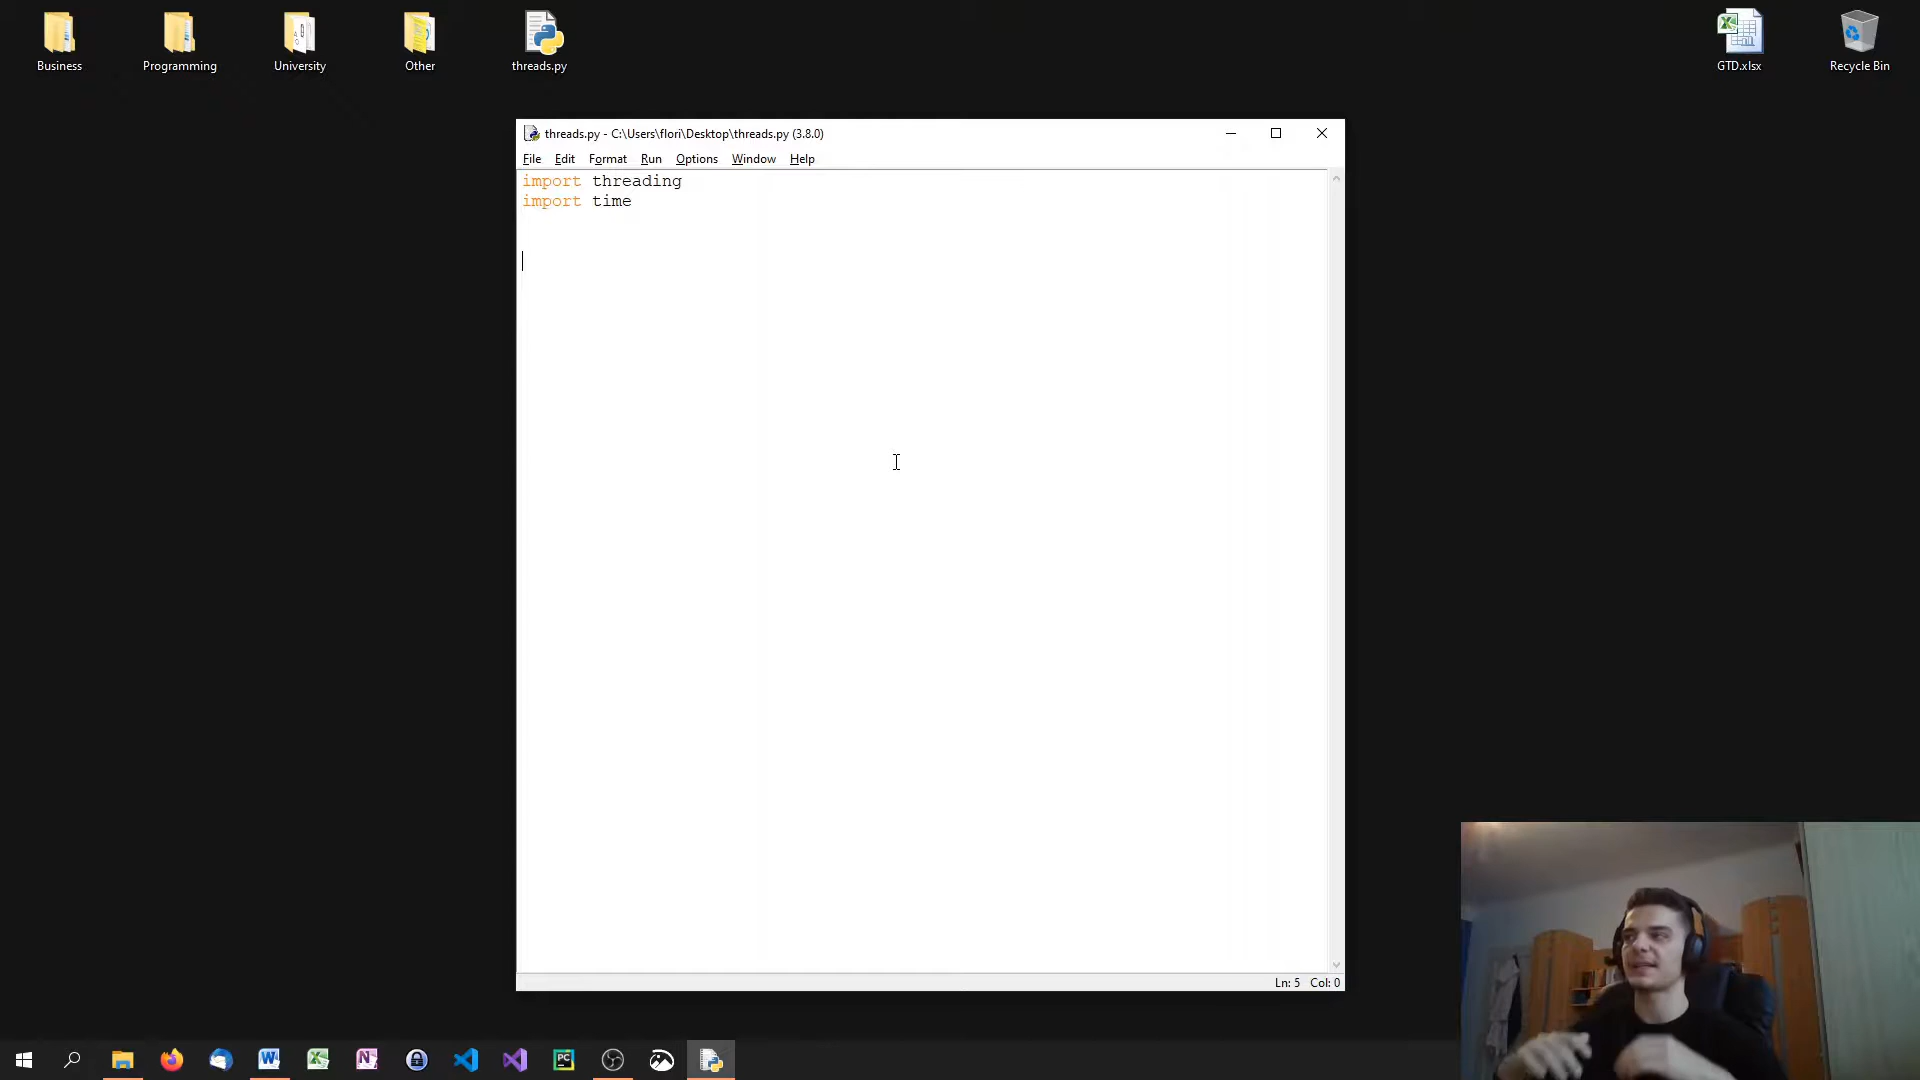 Business
Programming
University
Other
threads.py
GTD.xlsx
Recycle Bin
threads.py - C:\Users\flori\Desktop\threads.py (3.8.0)
File Edit Format Run Options Window Help
import threading
import time
Ln: 5 Col: 0